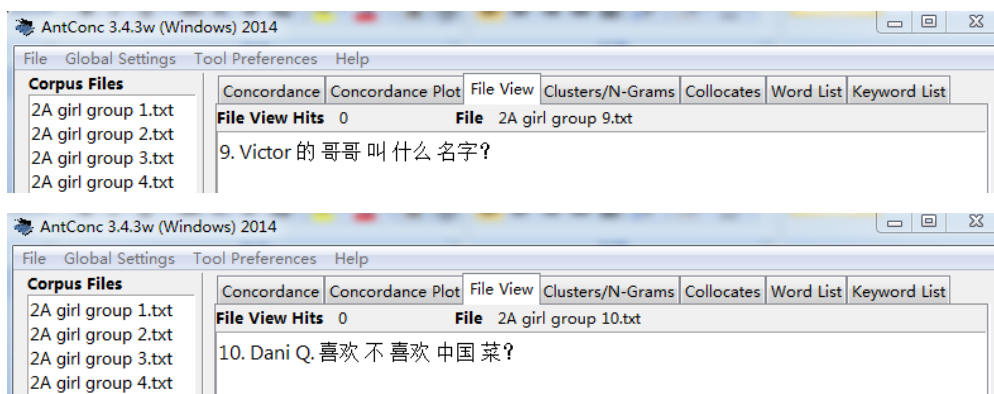 AntConc 3.4.3w (Windows) 2014
File Global Settings Tool Preferences Help
Corpus Files
2A girl group 1.txt
2A girl group 2.txt
2A girl group 3.txt
2A girl group 4.txt
Concordance Concordance Plot File View Clusters/N-Grams Collocates Word List Keyword List
File View Hits 0 File 2A girl group 9.txt
9. Victor 的 哥哥 叫 什么 名字?
AntConc 3.4.3w (Windows) 2014
File Global Settings Tool Preferences Help
Corpus Files
2A girl group 1.txt
2A girl group 2.txt
2A girl group 3.txt
2A girl group 4.txt
Concordance Concordance Plot File View Clusters/N-Grams Collocates Word List Keyword List
File View Hits 0 File 2A girl group 10.txt
10. Dani Q. 喜欢 不 喜欢 中国 菜?